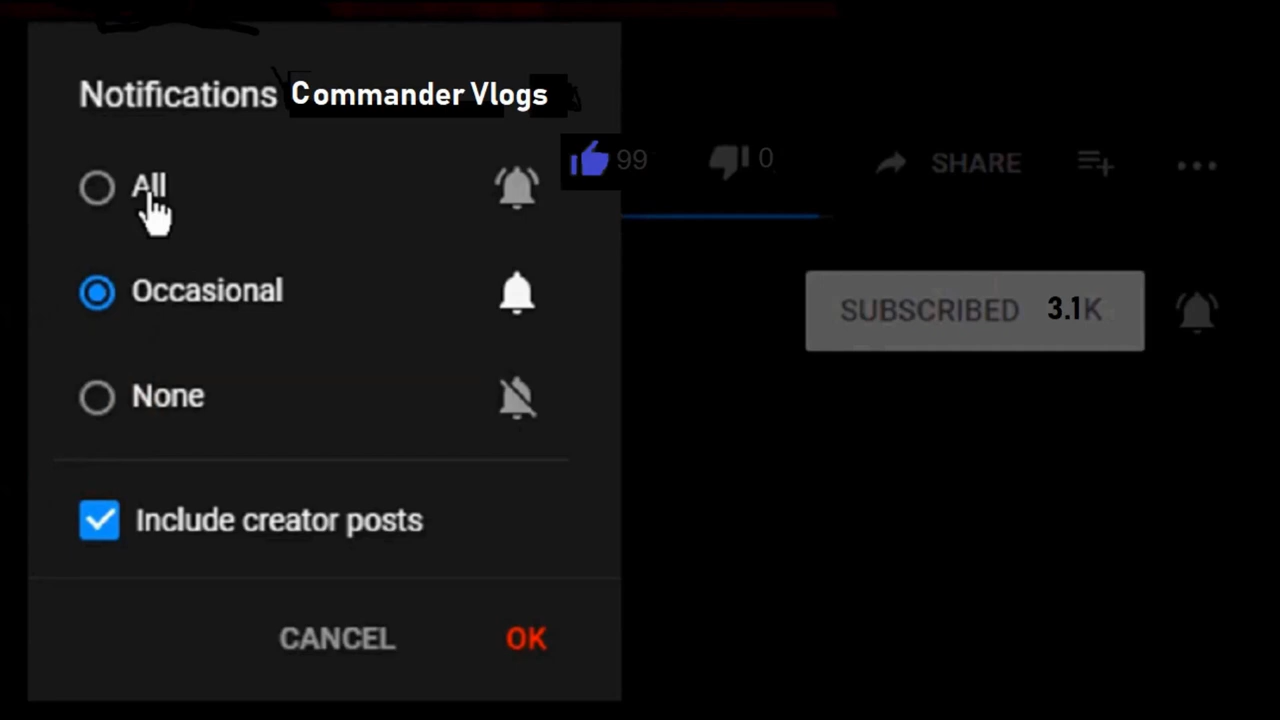 Notifications Commander Vlogs
All
99
0
SHARE
Occasional
SUBSCRIBED 3.1K
None
Include creator posts
CANCEL
OK